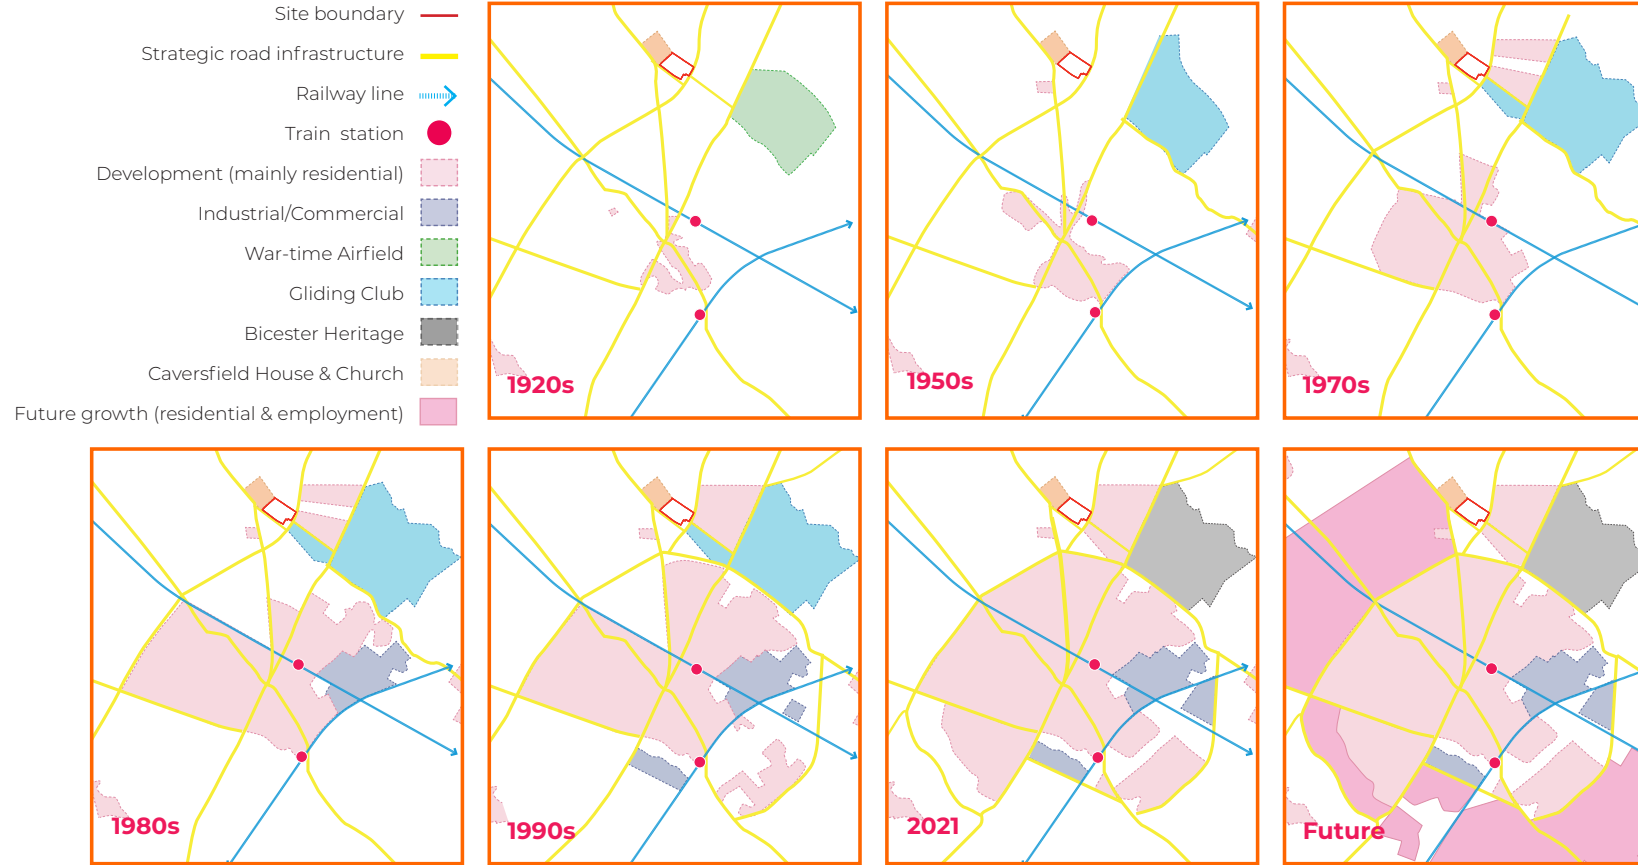 Site boundary
Strategic road infrastructure
Railway line
Train station
Development (mainly residential)
Industrial/Commercial
War-time Airfield
Gliding Club
Bicester Heritage
Caversfield House & Church
Future growth (residential & employment)
1920s
1950s
1970s
1980s
1990s
2021
Future